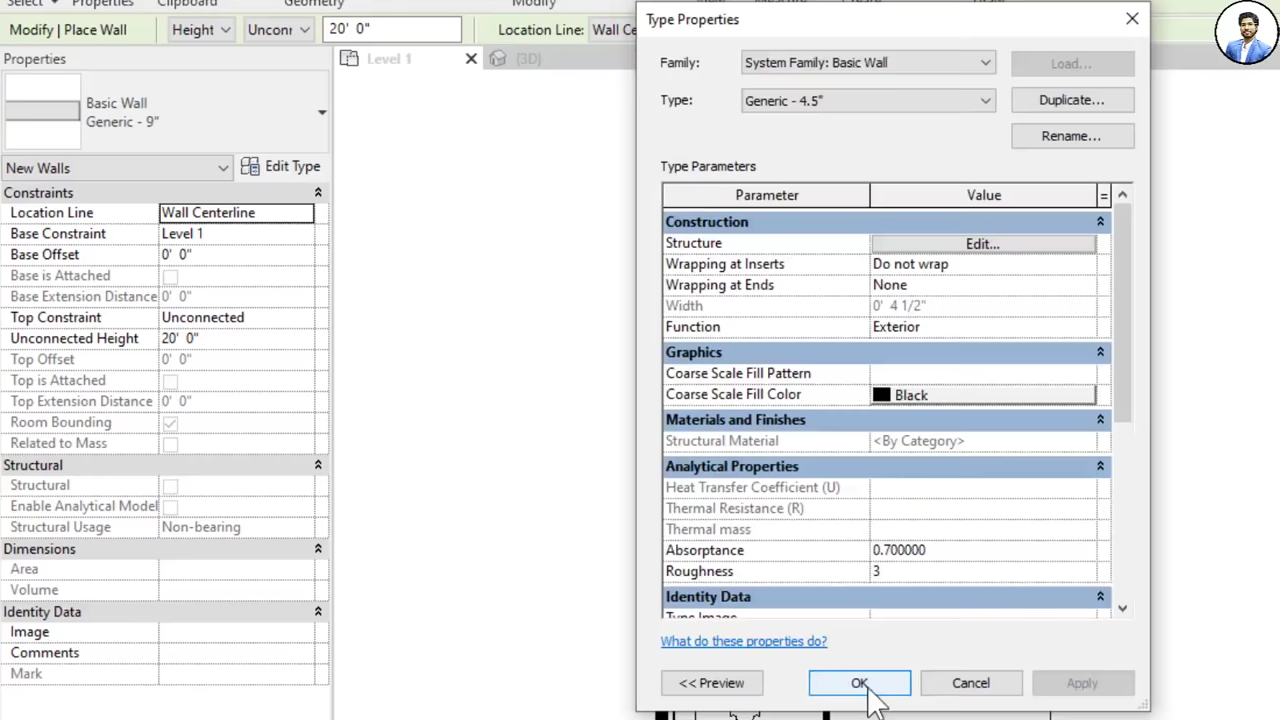 Select
Properties
Clipboard
Geometry
Modify
Modify | Place Wall
Height
Unconr
20' 0"
Location Line:
Wall Ce
Properties
Basic Wall
Generic - 9"
New Walls
Edit Type
Constraints
Location Line
Wall Centerline
Base Constraint
Level 1
Base Offset
0' 0"
Base is Attached
Base Extension Distance
0' 0"
Top Constraint
Unconnected
Unconnected Height
20' 0"
Top Offset
0' 0"
Top is Attached
Top Extension Distance
0' 0"
Room Bounding
Related to Mass
Structural
Structural
Enable Analytical Model
Structural Usage
Non-bearing
Dimensions
Area
Volume
Identity Data
Image
Comments
Mark
Level 1
{3D}
Type Properties
Family:
System Family: Basic Wall
Load...
Type:
Generic - 4.5"
Duplicate...
Rename...
Type Parameters
Parameter
Value
=
Construction
Structure
Edit...
Wrapping at Inserts
Do not wrap
Wrapping at Ends
None
Width
0' 4 1/2"
Function
Exterior
Graphics
Coarse Scale Fill Pattern
Coarse Scale Fill Color
Black
Materials and Finishes
Structural Material
<By Category>
Analytical Properties
Heat Transfer Coefficient (U)
Thermal Resistance (R)
Thermal mass
Absorptance
0.700000
Roughness
3
Identity Data
Type Image
What do these properties do?
<< Preview
OK
Cancel
Apply